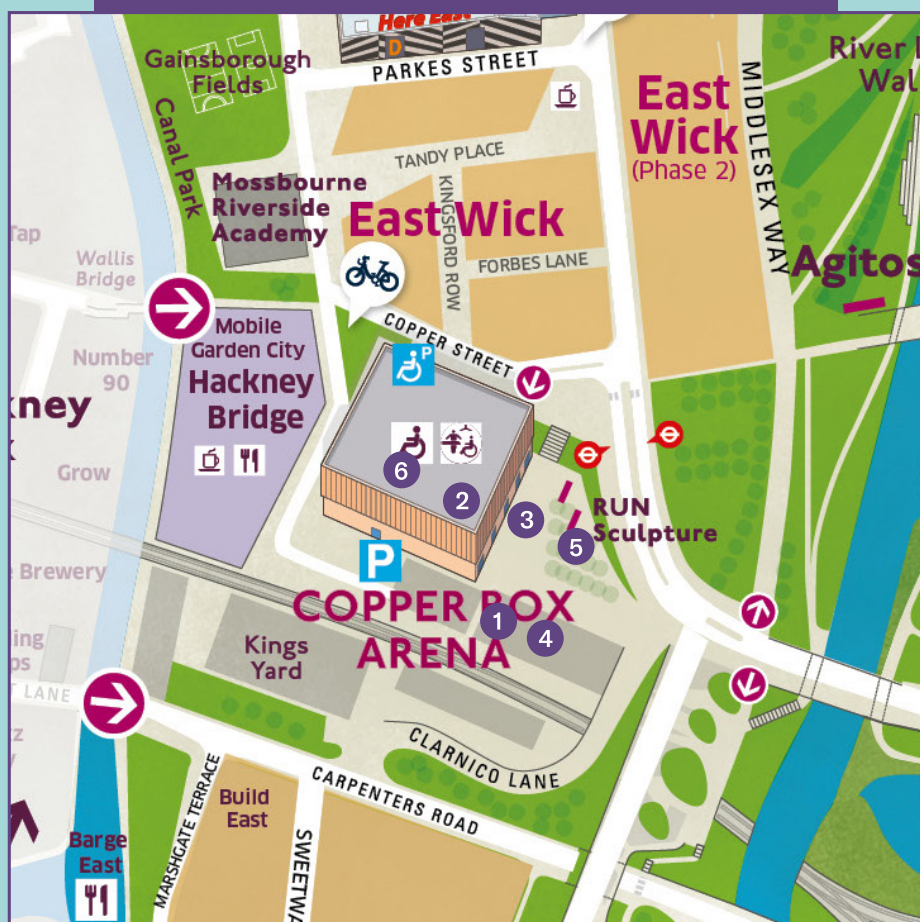 Here East
D
PARKES STREET
Gainsborough
Fields
Canal Park
East
Wick
(Phase 2)
MIDDLESEX WAY
River
Wal
TANDY PLACE
Mossbourne
Riverside
Academy
East Wick
KINGSFORD ROW
FORBES LANE
Agitos
Tap
Wallis
Bridge
COPPER STREET
P
Mobile
Garden City
Hackney
Bridge
Number
90
kney
Grow
6
2
3
RUN
Sculpture
5
P
Brewery
COPPER BOX
ARENA
1
4
Kings
Yard
ing
ps
LANE
CLARNICO LANE
CARPENTERS ROAD
MARSHGATE TERRACE
Build
East
SWEETWA
Barge
East